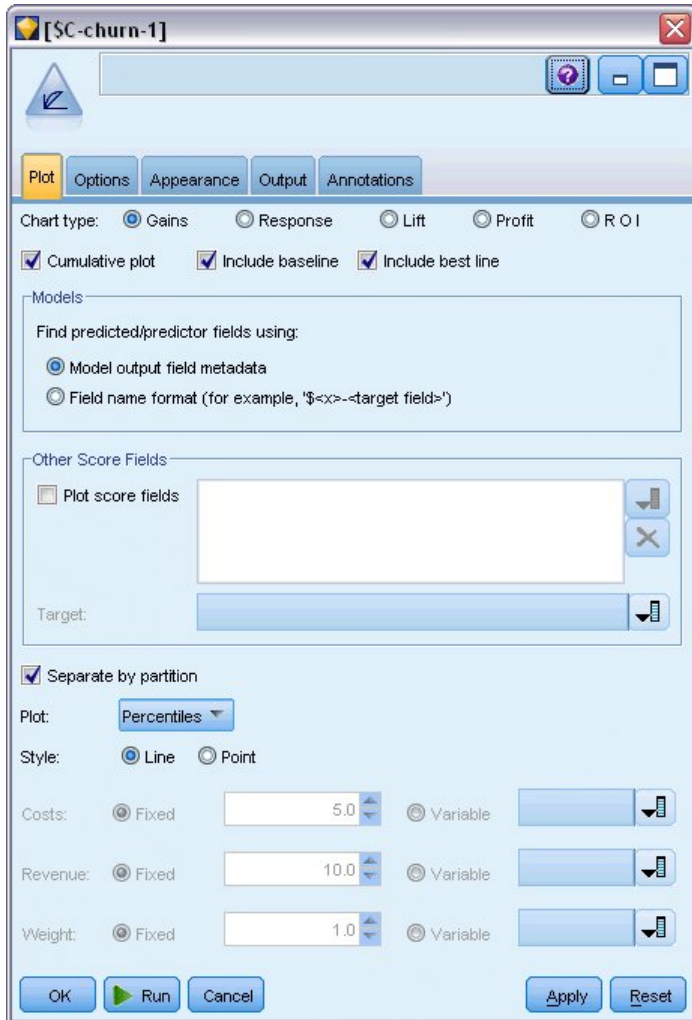 [$C-churn-1]
?
Plot Options Appearance Output Annotations
Chart type: Gains Response Lift Profit R O I
Cumulative plot Include baseline Include best line
Models
Find predicted/predictor fields using:
Model output field metadata
Field name format (for example, '$<x>-<target field>')
Other Score Fields
Plot score fields
Target:
Separate by partition
Plot: Percentiles
Style: Line Point
Costs: Fixed 5.0 Variable
Revenue: Fixed 10.0 Variable
Weight: Fixed 1.0 Variable
OK Run Cancel Apply Reset